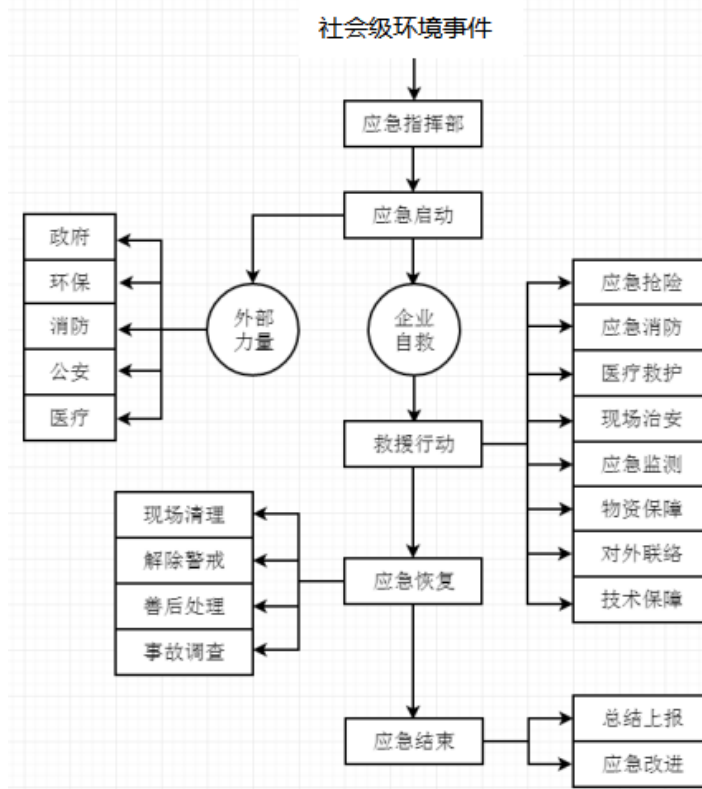 社会级环境事件
应急指挥部
应急启动
政府
环保
消防
公安
医疗
外部
力量
企业
自救
应急抢险
应急消防
医疗救护
现场治安
应急监测
物资保障
对外联络
技术保障
救援行动
现场清理
解除警戒
善后处理
事故调查
应急恢复
应急结束
总结上报
应急改进